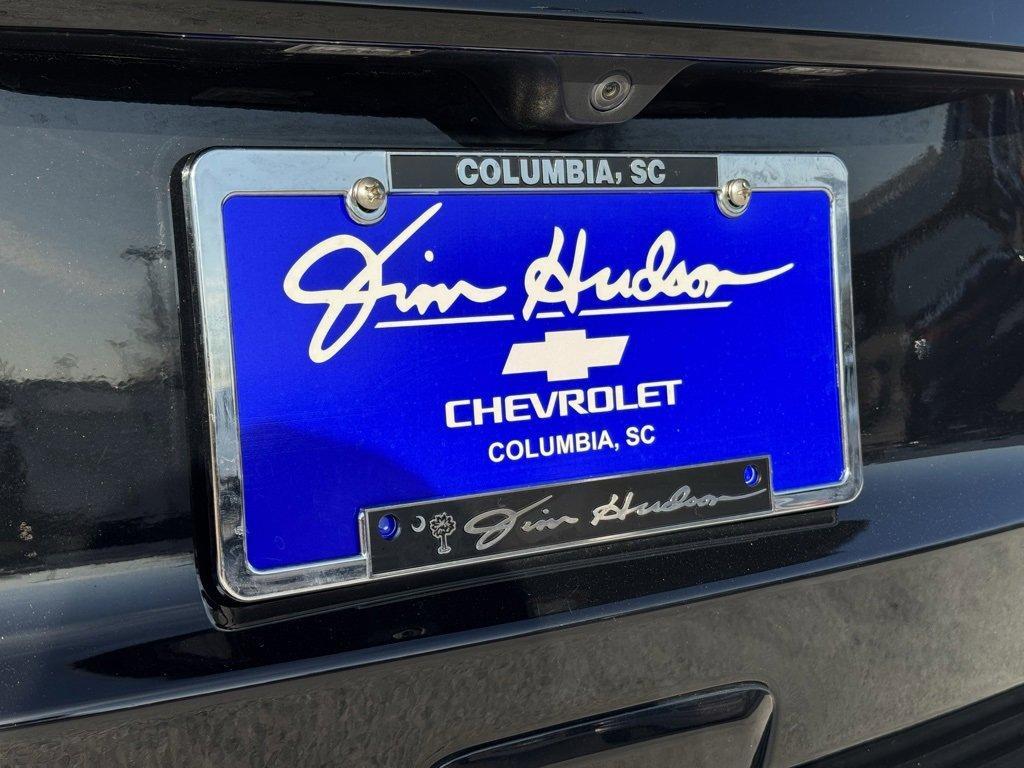 COLUMBIA, SC
Jim Hudson
CHEVROLET
COLUMBIA, SC
Jim Hudson